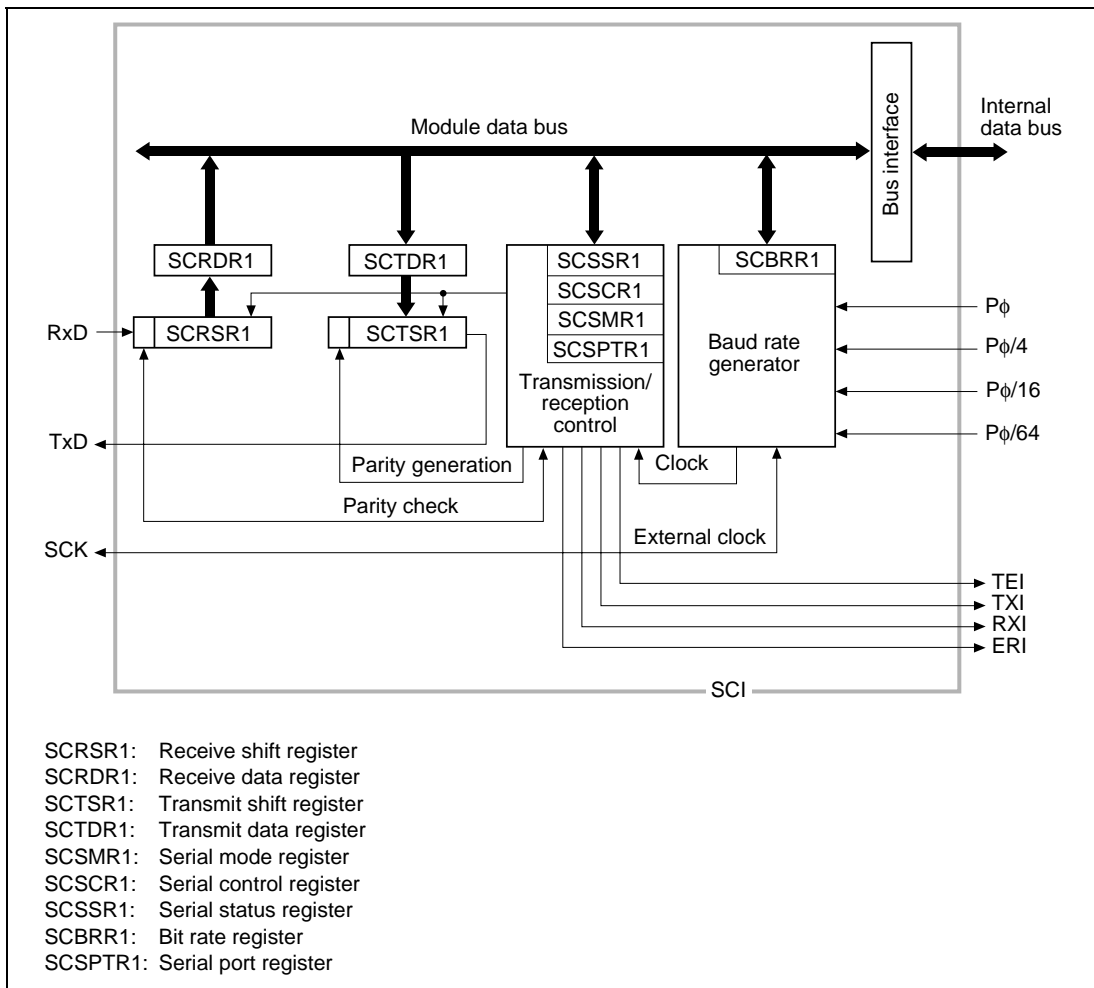 Module data bus
Bus interface
Internal
data bus
SCRDR1
SCTDR1
SCSSR1
SCSCR1
SCSMR1
SCSPTR1
Transmission/
reception
control
SCBRR1
Baud rate
generator
RxD
SCRSR1
SCTSR1
Pϕ
Pϕ/4
Pϕ/16
Pϕ/64
TxD
Parity generation
Clock
Parity check
SCK
External clock
TEI
TXI
RXI
ERI
SCI
SCRSR1: Receive shift register
SCRDR1: Receive data register
SCTSR1: Transmit shift register
SCTDR1: Transmit data register
SCSMR1: Serial mode register
SCSCR1: Serial control register
SCSSR1: Serial status register
SCBRR1: Bit rate register
SCSPTR1: Serial port register